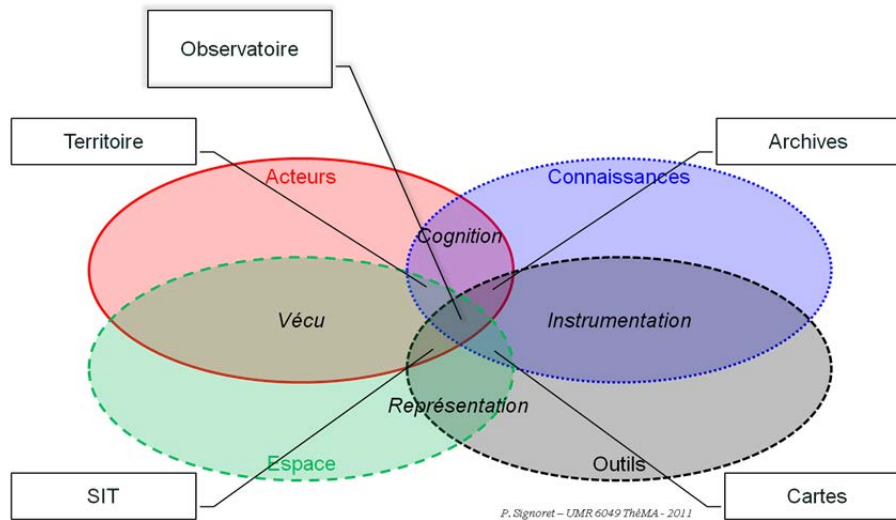 Observatoire
Territoire
Archives
Acteurs
Connaissances
Cognition
Vécu
Instrumentation
Représentation
Espace
Outils
SIT
Cartes
P. Signoret – UMR 6049 ThéMA - 2011